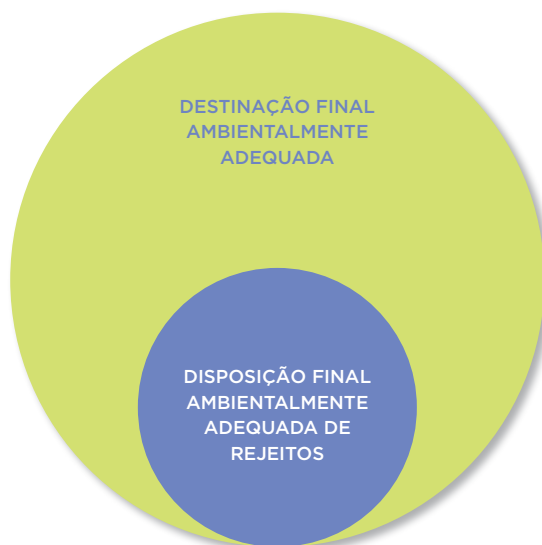 DESTINAÇÃO FINAL
AMBIENTALMENTE
ADEQUADA
DISPOSIÇÃO FINAL
AMBIENTALMENTE
ADEQUADA DE
REJEITOS